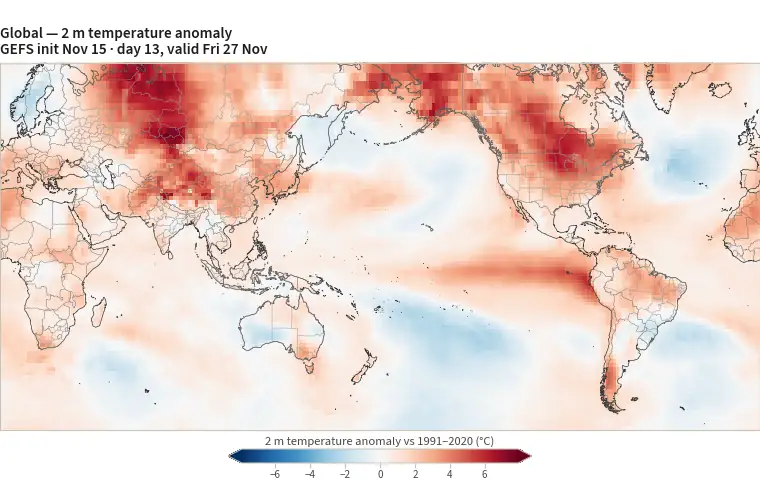 Global — 2 m temperature anomaly
GEFS init Nov 15 · day 13, valid Fri 27 Nov
2 m temperature anomaly vs 1991–2020 (°C)
−6 −4 −2 0 2 4 6